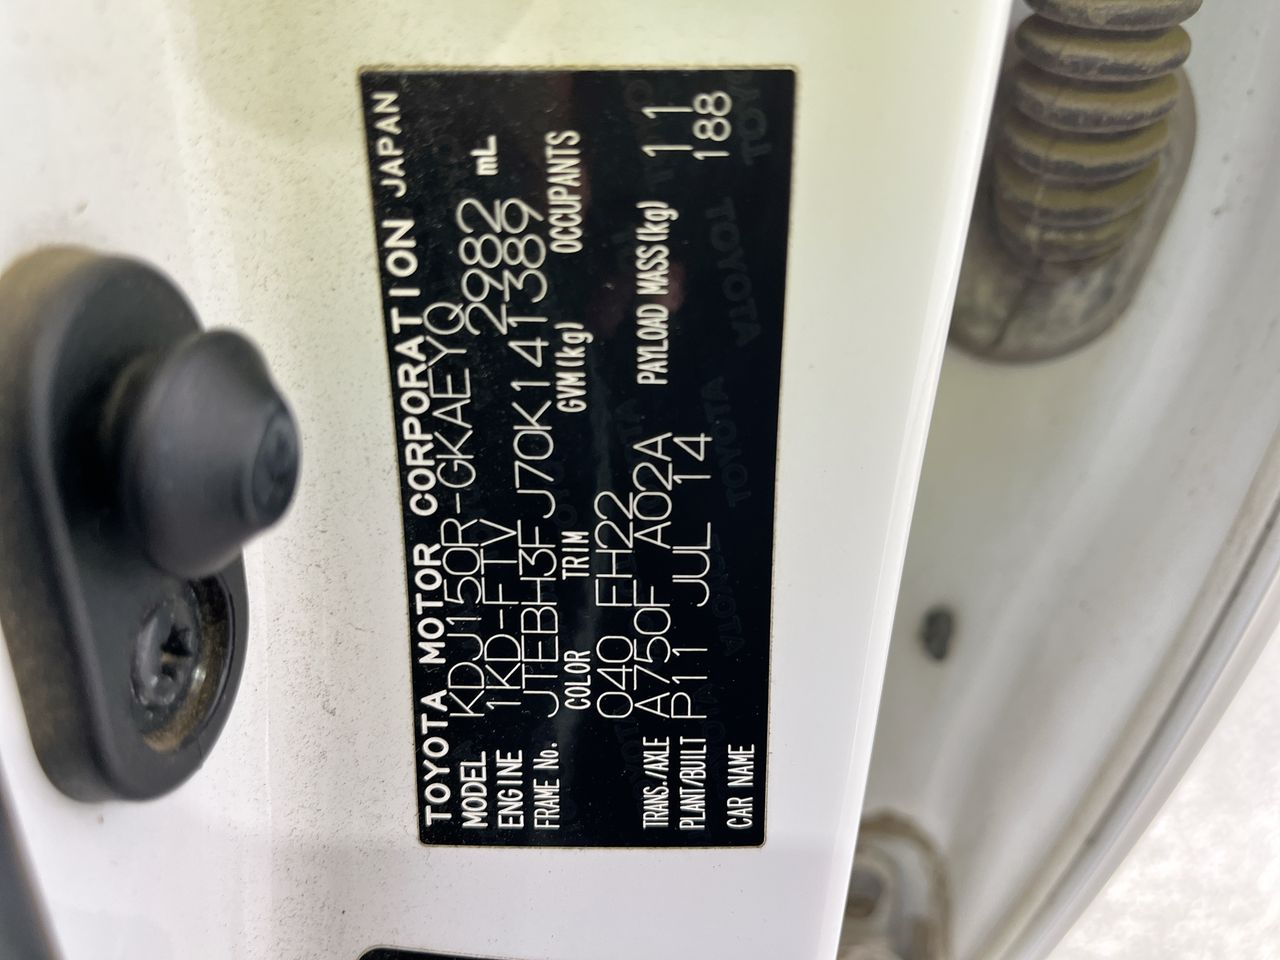 TOYOTA MOTOR CORPORATION JAPAN
MODEL KDJ150R-GKAEYQ
ENGINE 1KD-FTV 2982 mL
FRAME No. JTEBH3FJ70K141389
COLOR TRIM GVM(kg) OCCUPANTS
040 FH22
TRANS./AXLE A750F A02A PAYLOAD MASS(kg) 11
PLANT/BUILT P11 JUL 14 188
CAR NAME